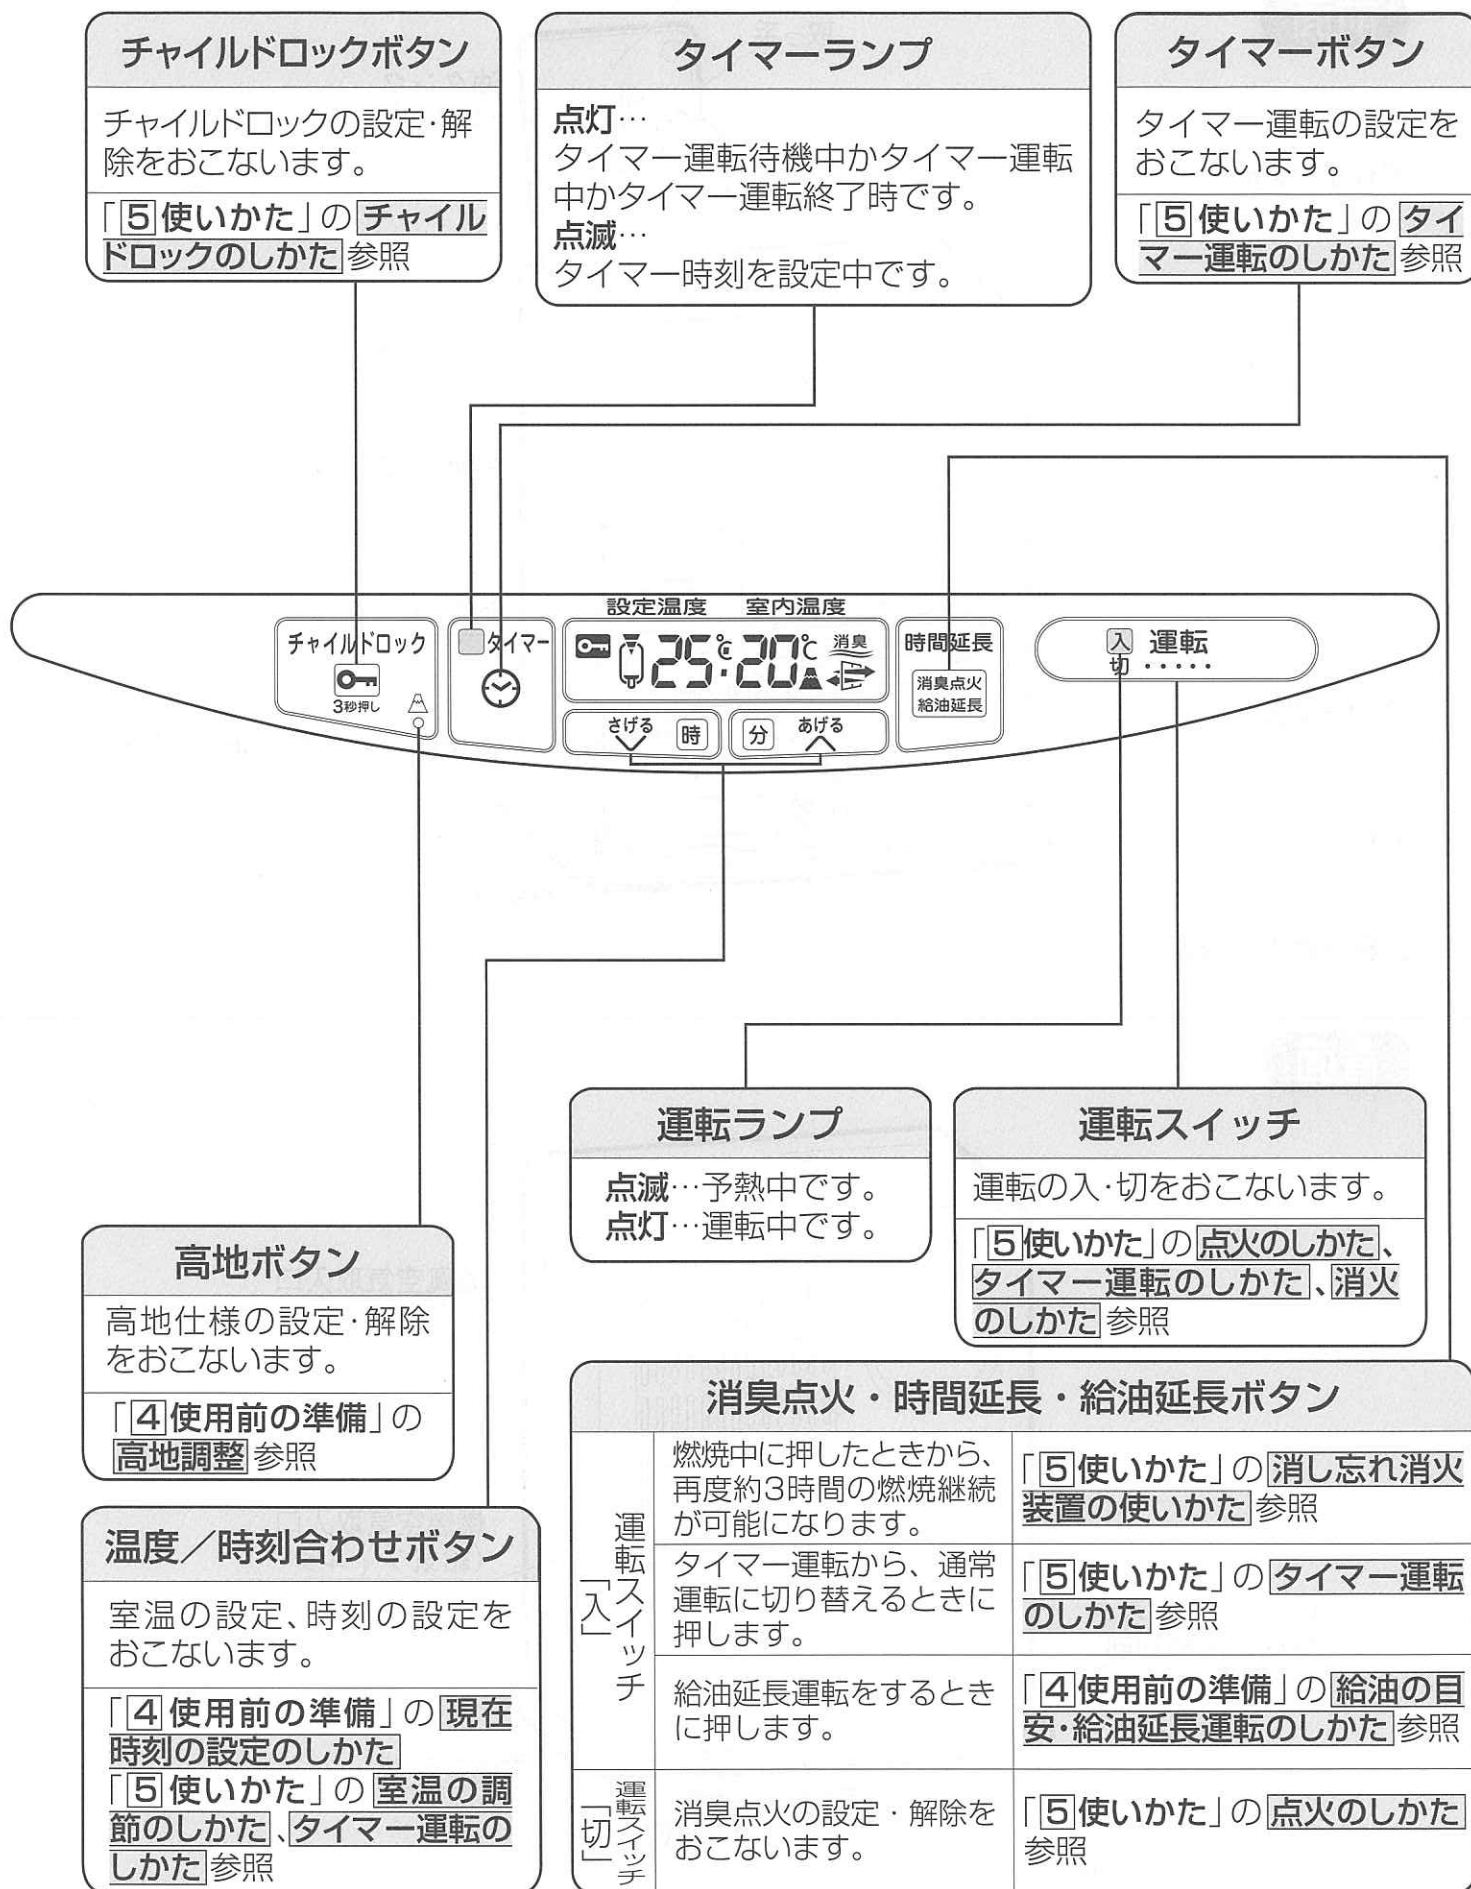 チャイルドロックボタン
チャイルドロックの設定・解
除をおこないます。
「5使いかた」のチャイル
ドロックのしかた参照
タイマーランプ
点灯…
タイマー運転待機中かタイマー運転
中かタイマー運転終了時です。
点滅…
タイマー時刻を設定中です。
タイマーボタン
タイマー運転の設定を
おこないます。
「5使いかた」のタイ
マー運転のしかた参照
設定温度 室内温度
チャイルドロック
3秒押し
タイマー
25℃:20℃
消臭
さげる 時
分 あげる
時間延長
消臭点火
給油延長
入 運転
切 ・・・・・
運転ランプ
点滅…予熱中です。
点灯…運転中です。
運転スイッチ
運転の入・切をおこないます。
「5使いかた」の点火のしかた、
タイマー運転のしかた、消火
のしかた参照
高地ボタン
高地仕様の設定・解除
をおこないます。
「4使用前の準備」の
高地調整参照
温度／時刻合わせボタン
室温の設定、時刻の設定を
おこないます。
「4使用前の準備」の現在
時刻の設定のしかた
「5使いかた」の室温の調
節のしかた、タイマー運転の
しかた参照
消臭点火・時間延長・給油延長ボタン
運転スイッチ
「入」
燃焼中に押したときから、
再度約3時間の燃焼継続
が可能になります。
「5使いかた」の消し忘れ消火
装置の使いかた参照
タイマー運転から、通常
運転に切り替えるときに
押します。
「5使いかた」のタイマー運転
のしかた参照
給油延長運転をするとき
に押します。
「4使用前の準備」の給油の目
安・給油延長運転のしかた参照
運転スイッチ
「切」
消臭点火の設定・解除を
おこないます。
「5使いかた」の点火のしかた
参照